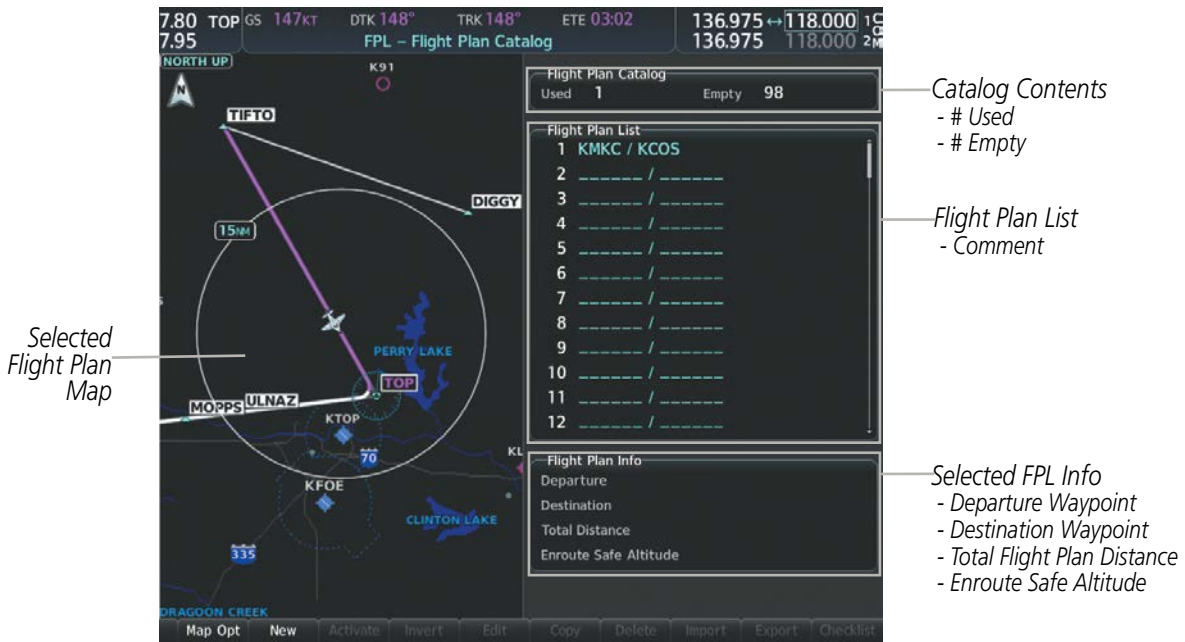 7.80 TOP GS 147KT DTK 148° TRK 148° ETE 03:02 136.975 ↔ 118.000 1
7.95 FPL – Flight Plan Catalog 136.975 118.000 2
NORTH UP
N
K91
TIFTO
DIGGY
15NM
PERRY LAKE
TOP
MOPPS ULNAZ
KTOP
70
KL
KFOE
CLINTON LAKE
335
DRAGOON CREEK
Flight Plan Catalog
Used 1 Empty 98
Flight Plan List
1 KMKC / KCOS
2 ______ / ______
3 ______ / ______
4 ______ / ______
5 ______ / ______
6 ______ / ______
7 ______ / ______
8 ______ / ______
9 ______ / ______
10 ______ / ______
11 ______ / ______
12 ______ / ______
Flight Plan Info
Departure
Destination
Total Distance
Enroute Safe Altitude
Map Opt New Activate Invert Edit Copy Delete Import Export Checklist
Selected
Flight Plan
Map
Catalog Contents
- # Used
- # Empty
Flight Plan List
- Comment
Selected FPL Info
- Departure Waypoint
- Destination Waypoint
- Total Flight Plan Distance
- Enroute Safe Altitude